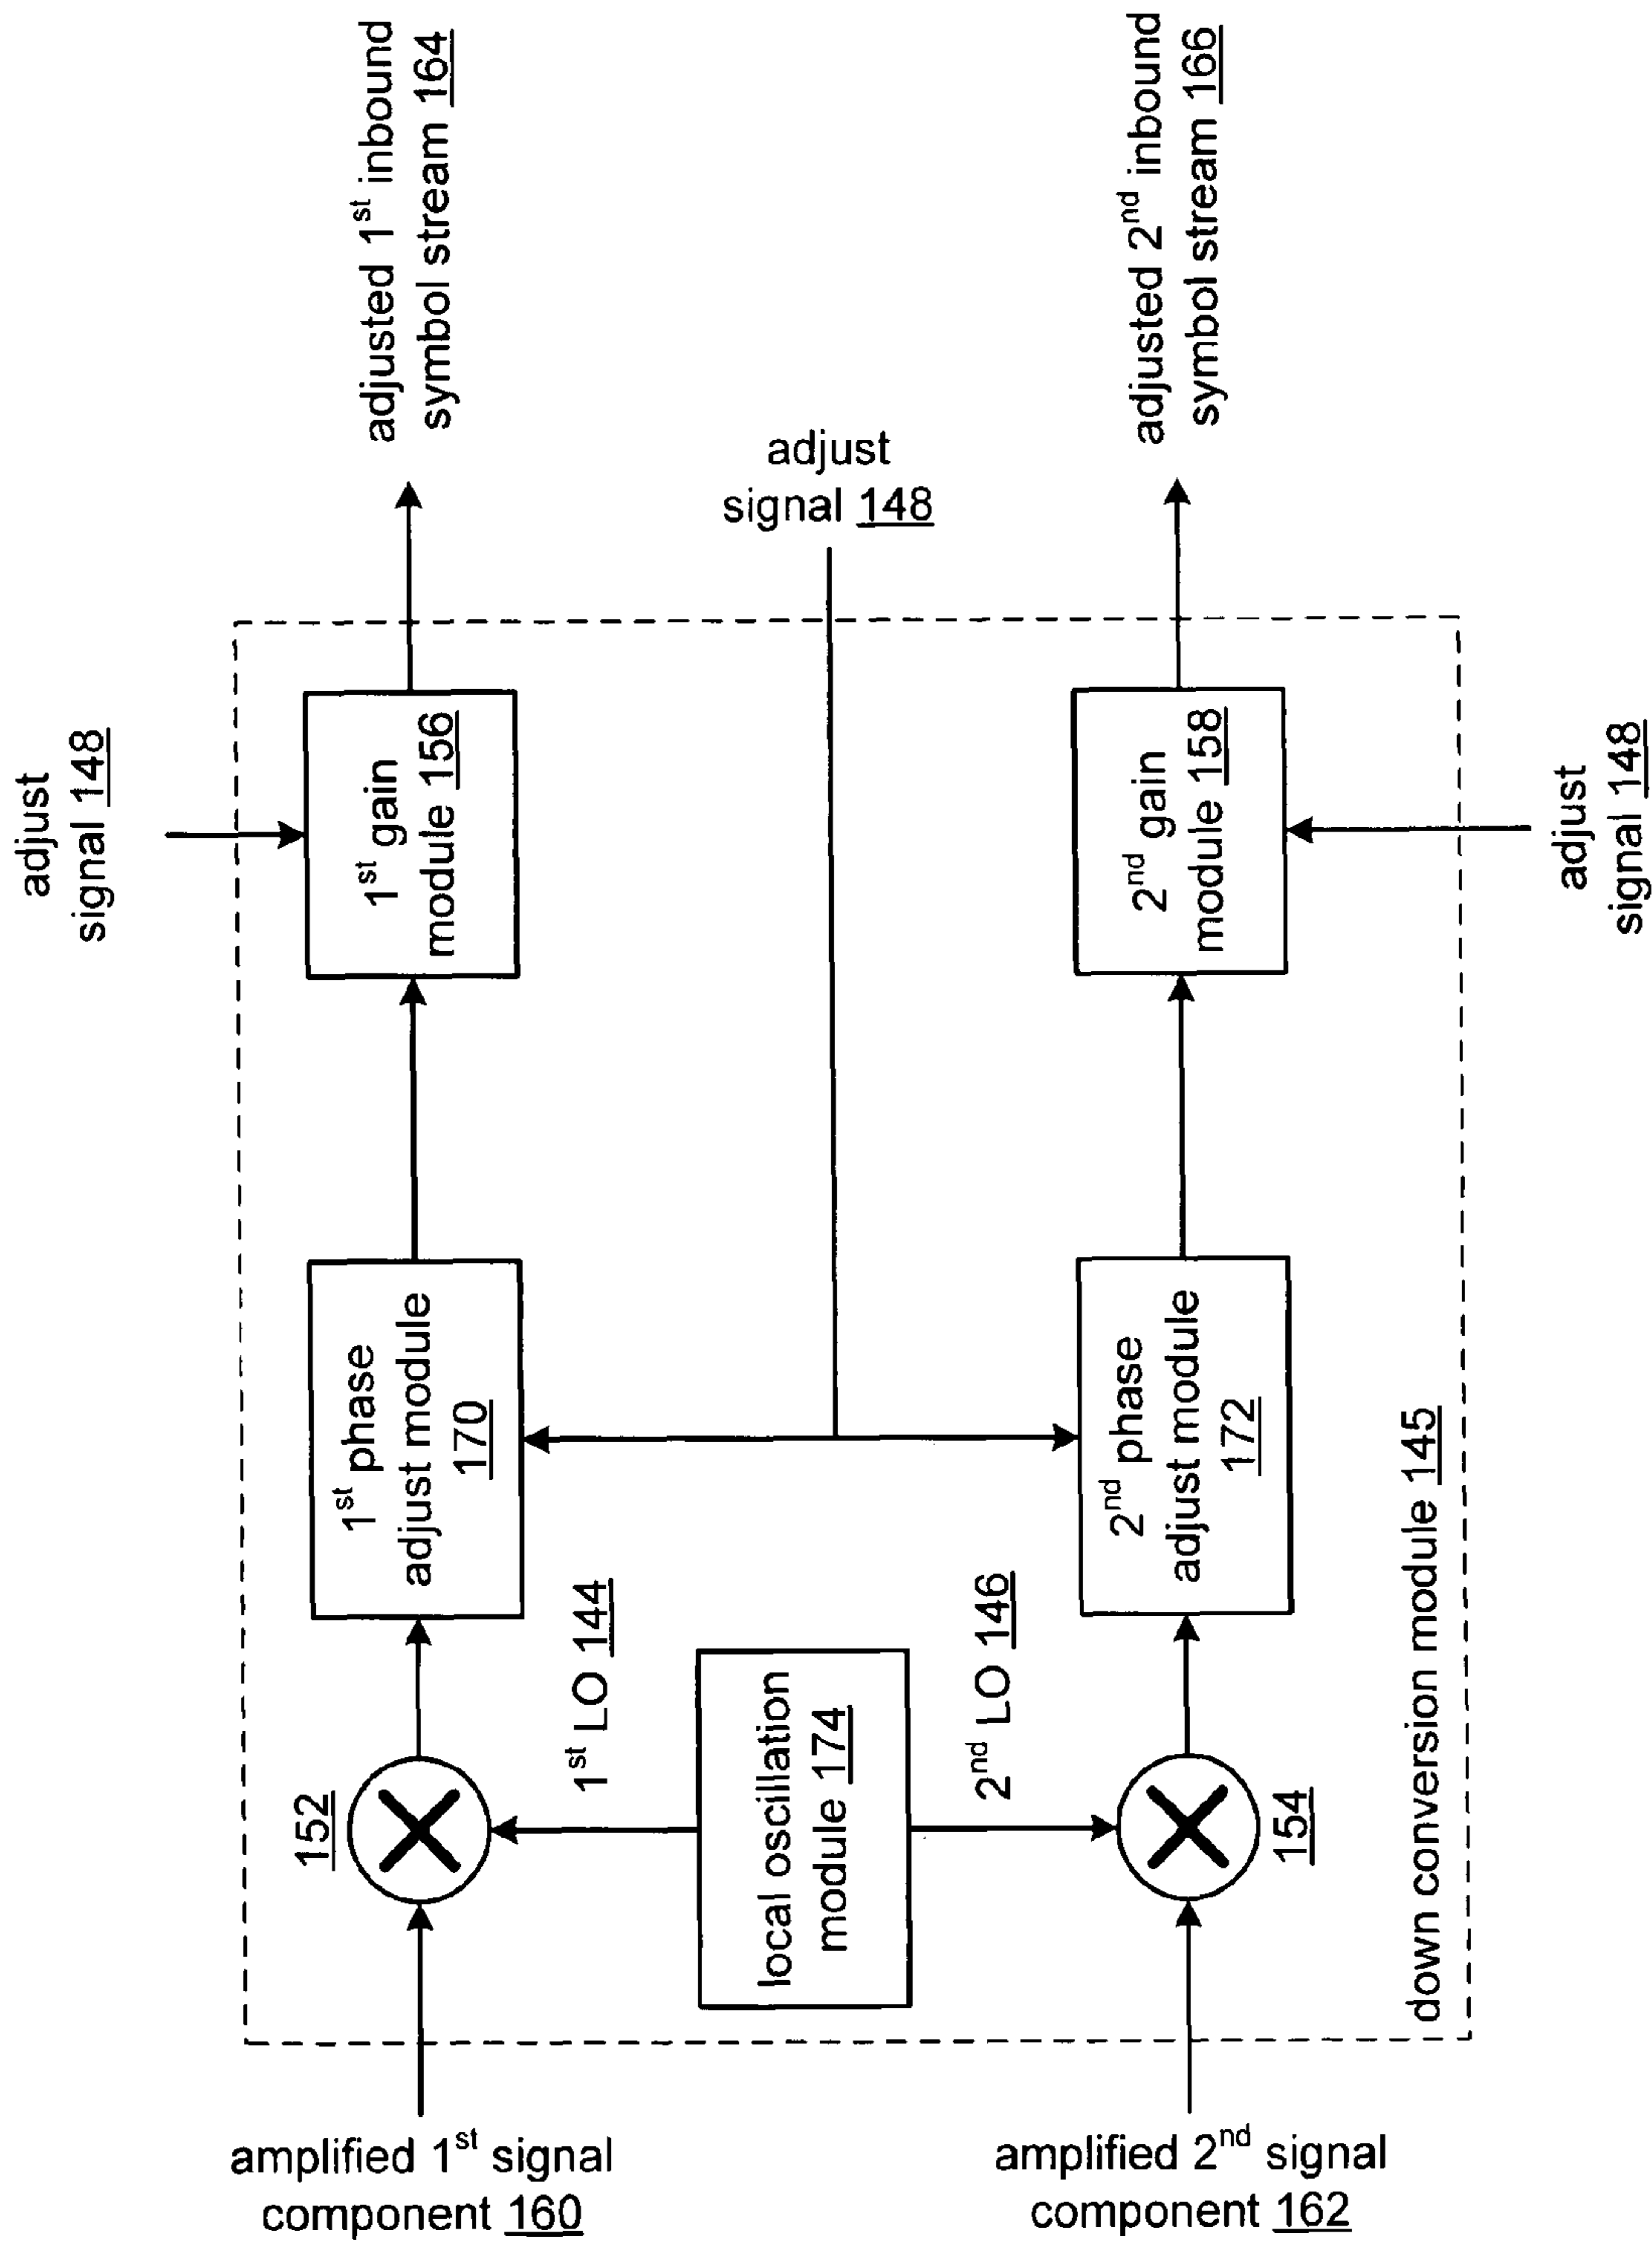 adjust
signal 148
adjusted 1st inbound
symbol stream 164
1st gain
module 156
1st phase
adjust module
170
152
1st LO 144
amplified 1st signal
component 160
adjust
signal 148
local oscillation
module 174
2nd LO 146
adjusted 2nd inbound
symbol stream 166
2nd gain
module 158
2nd phase
adjust module
172
154
amplified 2nd signal
component 162
down conversion module 145
adjust
signal 148